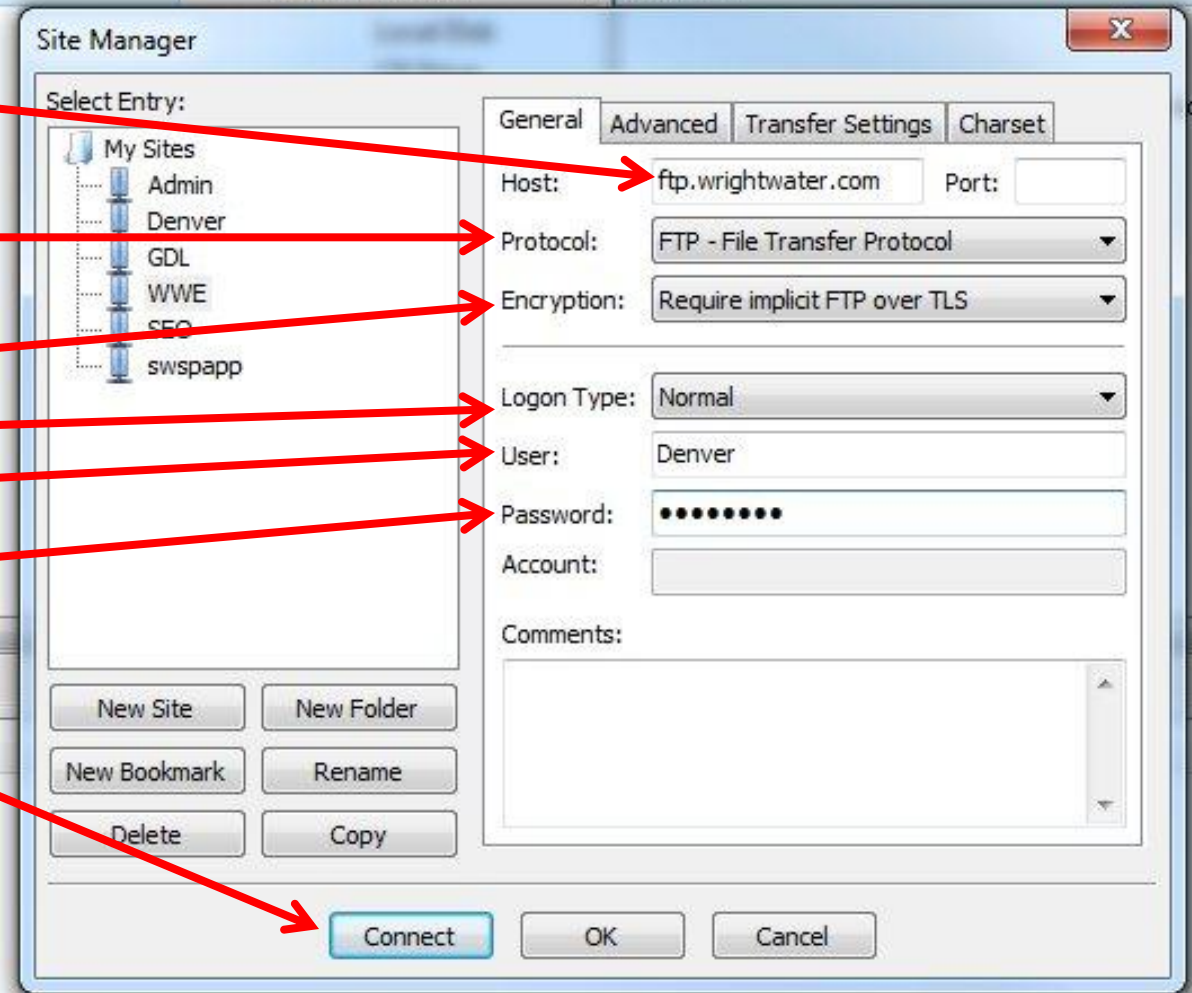 Site Manager
Select Entry:
My Sites
Admin
Denver
GDL
WWE
SEO
swspapp
New Site
New Folder
New Bookmark
Rename
Delete
Copy
General
Advanced
Transfer Settings
Charset
Host: ftp.wrightwater.com Port:
Protocol: FTP - File Transfer Protocol
Encryption: Require implicit FTP over TLS
Logon Type: Normal
User: Denver
Password: ••••••••
Account:
Comments:
Connect
OK
Cancel